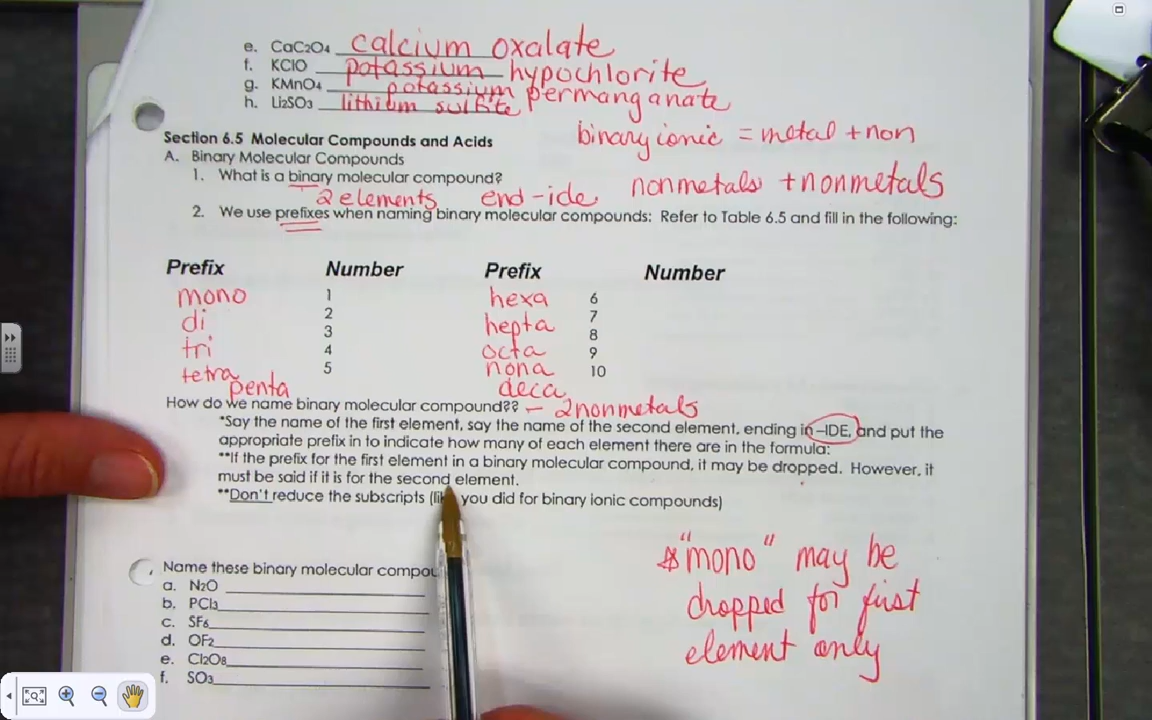 e. CaC2O4 calcium oxalate
f. KClO potassium hypochlorite
g. KMnO4 potassium permanganate
h. Li2SO3 lithium sulfite
binary ionic = metal + non
Section 6.5 Molecular Compounds and Acids
A. Binary Molecular Compounds
1. What is a binary molecular compound?
2 elements end -ide nonmetals + nonmetals
2. We use prefixes when naming binary molecular compounds: Refer to Table 6.5 and fill in the following:
Prefix Number Prefix Number
mono 1 hexa 6
di 2 hepta 7
tri 3 octa 8
tetra 4 nona 9
penta 5 deca 10
How do we name binary molecular compound?? - 2 nonmetals
*Say the name of the first element, say the name of the second element, ending in -IDE, and put the
appropriate prefix in to indicate how many of each element there are in the formula:
**If the prefix for the first element in a binary molecular compound, it may be dropped. However, it
must be said if it is for the second element.
**Don't reduce the subscripts (like you did for binary ionic compounds)
"mono" may be
dropped for first
element only
Name these binary molecular compou
a. N2O
b. PCl3
c. SF6
d. OF2
e. Cl2O8
f. SO3